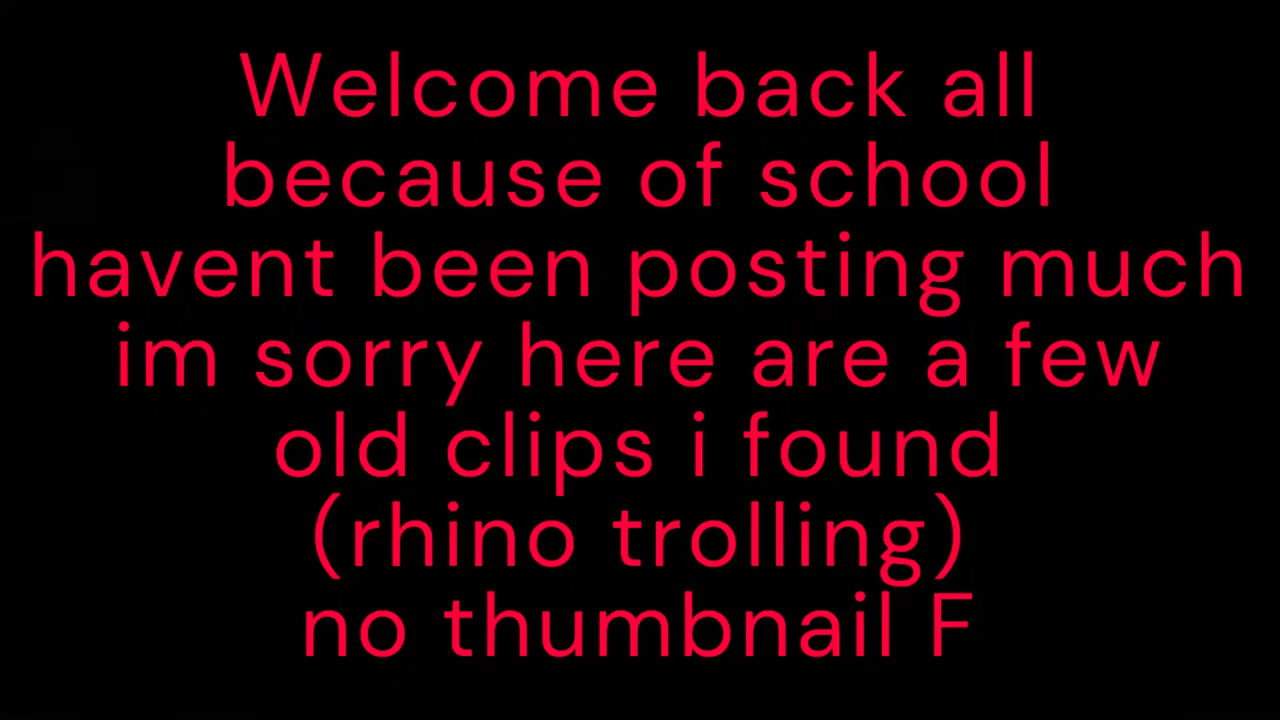 Welcome back all
because of school
havent been posting much
im sorry here are a few
old clips i found
(rhino trolling)
no thumbnail F